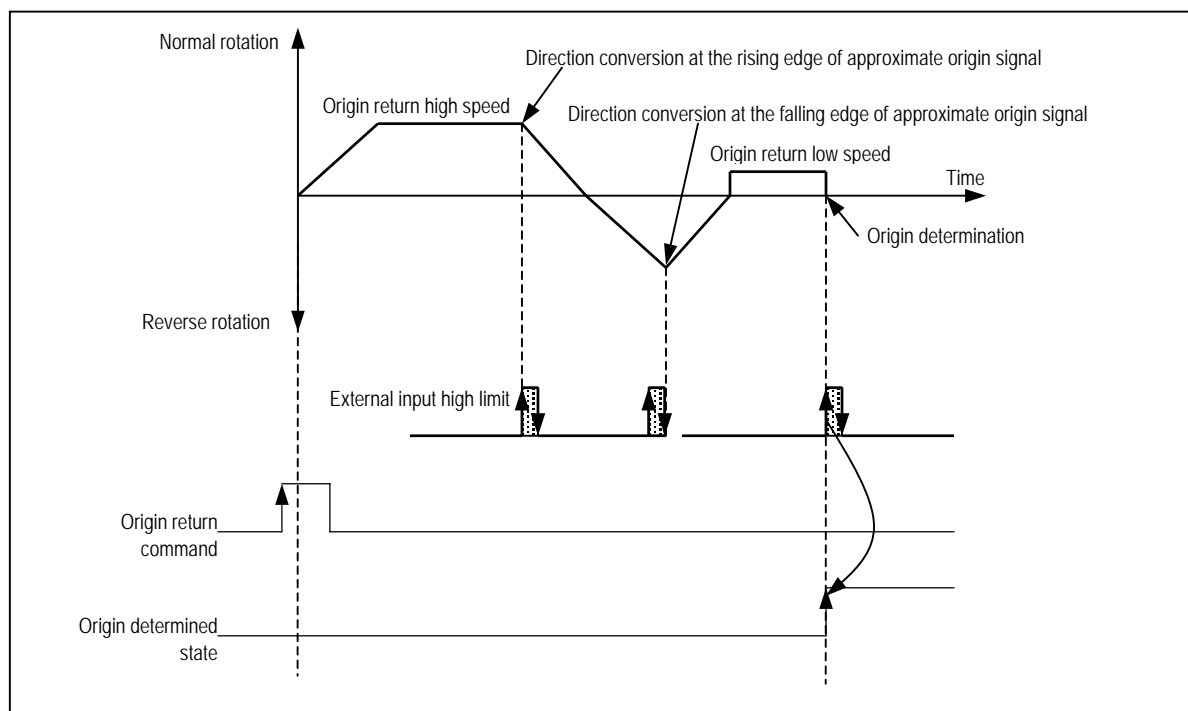 Normal rotation
Direction conversion at the rising edge of approximate origin signal
Origin return high speed
Direction conversion at the falling edge of approximate origin signal
Origin return low speed
Time
Origin determination
Reverse rotation
External input high limit
Origin return
command
Origin determined
state